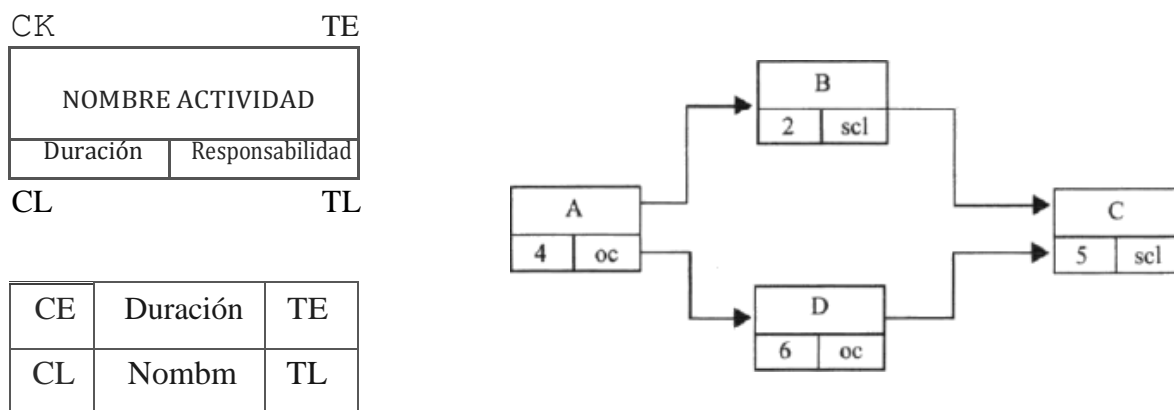 CK TE
NOMBRE ACTIVIDAD
Duración Responsabilidad
CL TL
CE Duración TE
CL Nombm TL
B
2 scl
A
4 oc
C
5 scl
D
6 oc